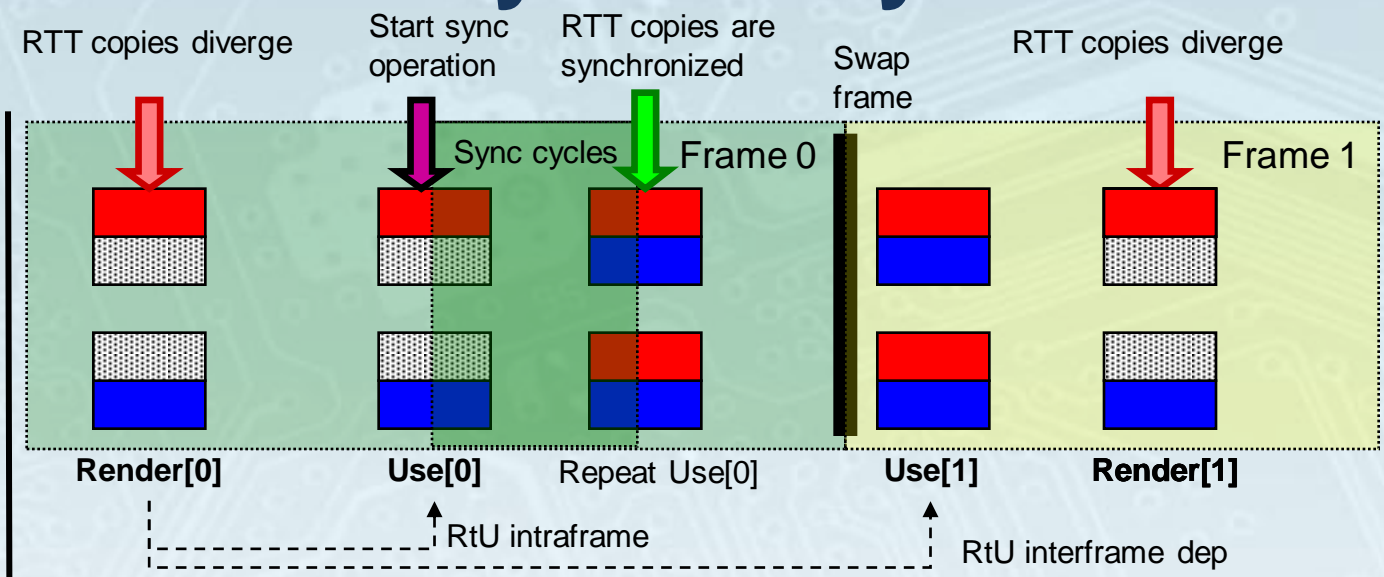 RTT copies diverge
Start sync
operation
RTT copies are
synchronized
Swap
frame
RTT copies diverge
Sync cycles
Frame 0
Frame 1
Render[0]
Use[0]
Repeat Use[0]
Use[1]
Render[1]
RtU intraframe
RtU interframe dep